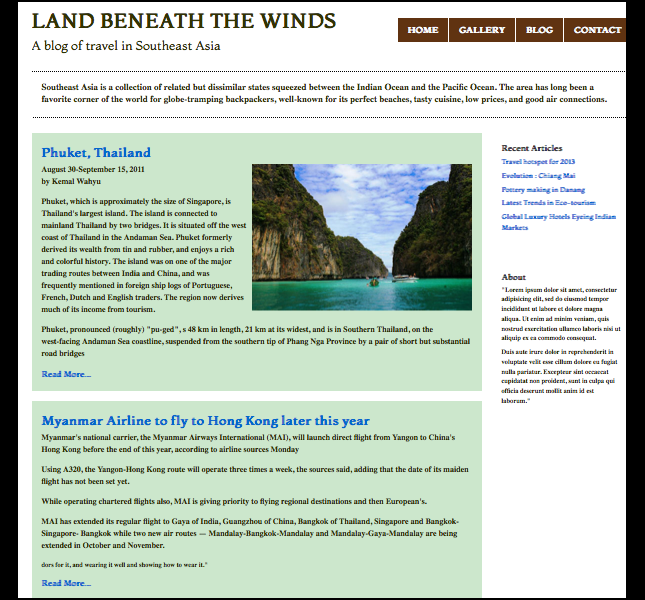 LAND BENEATH THE WINDS
A blog of travel in Southeast Asia
HOME GALLERY BLOG CONTACT
Southeast Asia is a collection of related but dissimilar states squeezed between the Indian Ocean and the Pacific Ocean. The area has long been a
favorite corner of the world for globe-tramping backpackers, well-known for its perfect beaches, tasty cuisine, low prices, and good air connections.
Phuket, Thailand
August 30-September 15, 2011
by Kemal Wahyu
Phuket, which is approximately the size of Singapore, is
Thailand's largest island. The island is connected to
mainland Thailand by two bridges. It is situated off the west
coast of Thailand in the Andaman Sea. Phuket formerly
derived its wealth from tin and rubber, and enjoys a rich
and colorful history. The island was on one of the major
trading routes between India and China, and was
frequently mentioned in foreign ship logs of Portuguese,
French, Dutch and English traders. The region now derives
much of its income from tourism.
Phuket, pronounced (roughly) "pu-ged", s 48 km in length, 21 km at its widest, and is in Southern Thailand, on the
west-facing Andaman Sea coastline, suspended from the southern tip of Phang Nga Province by a pair of short but substantial
road bridges
Read More...
Myanmar Airline to fly to Hong Kong later this year
Myanmar's national carrier, the Myanmar Airways International (MAI), will launch direct flight from Yangon to China's
Hong Kong before the end of this year, according to airline sources Monday
Using A320, the Yangon-Hong Kong route will operate three times a week, the sources said, adding that the date of its maiden
flight has not been set yet.
While operating chartered flights also, MAI is giving priority to flying regional destinations and then European's.
MAI has extended its regular flight to Gaya of India, Guangzhou of China, Bangkok of Thailand, Singapore and Bangkok-
Singapore- Bangkok while two new air routes — Mandalay-Bangkok-Mandalay and Mandalay-Gaya-Mandalay are being
extended in October and November.
dors for it, and wearing it well and showing how to wear it."
Read More...
Recent Articles
Travel hotspot for 2013
Evolution : Chiang Mai
Pottery making in Danang
Latest Trends in Eco-tourism
Global Luxury Hotels Eyeing Indian
Markets
About
"Lorem ipsum dolor sit amet, consectetur
adipisicing elit, sed do eiusmod tempor
incididunt ut labore et dolore magna
aliqua. Ut enim ad minim veniam, quis
nostrud exercitation ullamco laboris nisi ut
aliquip ex ea commodo consequat.
Duis aute irure dolor in reprehenderit in
voluptate velit esse cillum dolore eu fugiat
nulla pariatur. Excepteur sint occaecat
cupidatat non proident, sunt in culpa qui
officia deserunt mollit anim id est
laborum."